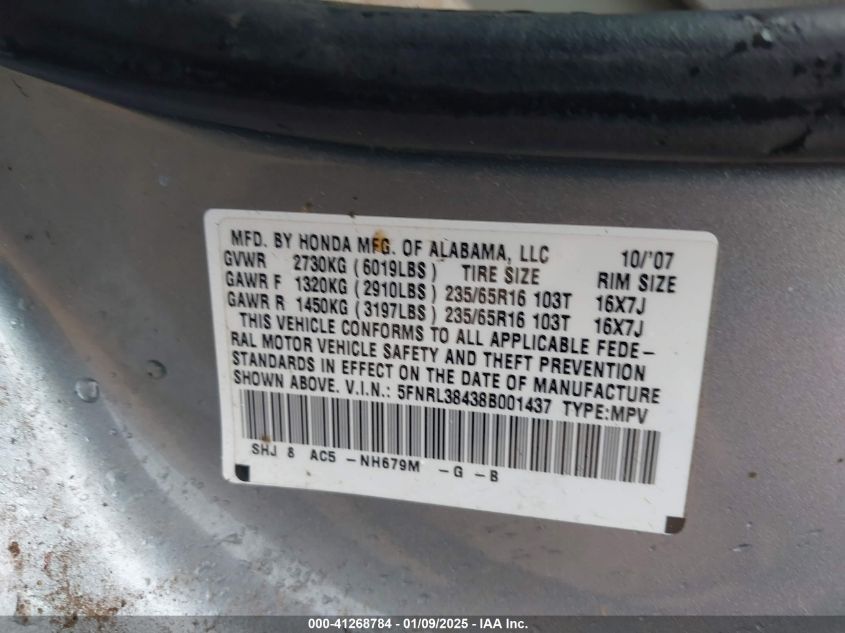 MFD. BY HONDA MFG. OF ALABAMA, LLC 10/'07
GVWR 2730KG (6019LBS) TIRE SIZE RIM SIZE
GAWR F 1320KG (2910LBS) 235/65R16 103T 16X7J
GAWR R 1450KG (3197LBS) 235/65R16 103T 16X7J
THIS VEHICLE CONFORMS TO ALL APPLICABLE FEDE-
RAL MOTOR VEHICLE SAFETY AND THEFT PREVENTION
STANDARDS IN EFFECT ON THE DATE OF MANUFACTURE
SHOWN ABOVE. V.I.N.: 5FNRL38438B001437 TYPE:MPV
SHJ 8 AC5 -NH679M -G -B
000-41268784 - 01/09/2025 - IAA Inc.